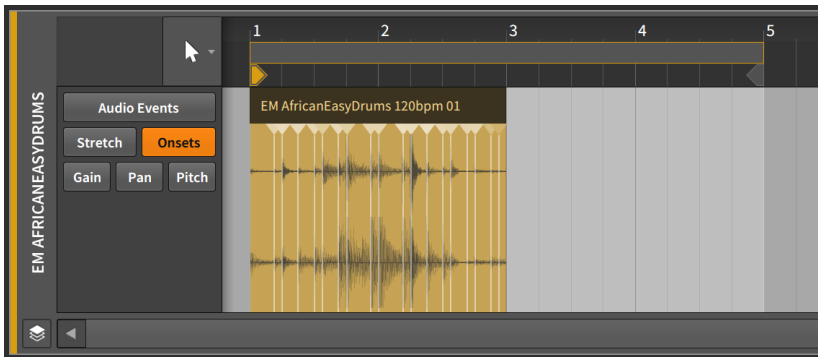 1 2 3 4 5
EM AFRICANEASYDRUMS
Audio Events
EM AfricanEasyDrums 120bpm 01
Stretch Onsets
Gain Pan Pitch